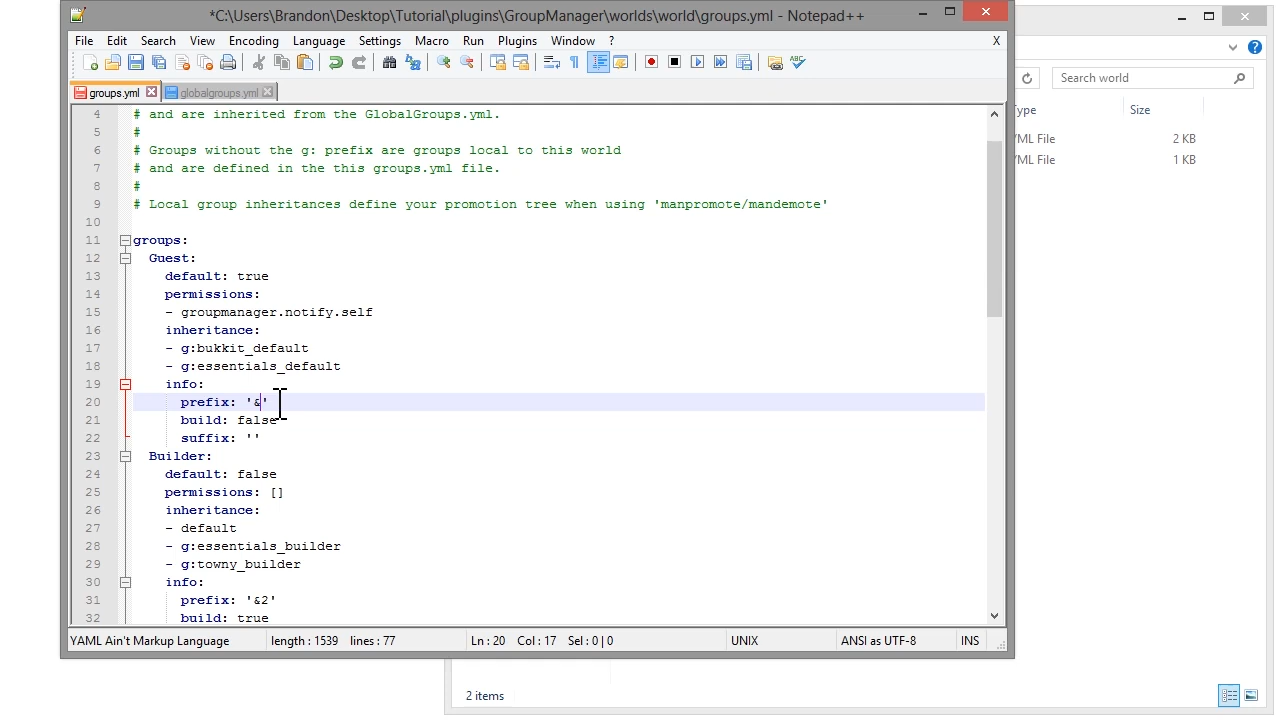 *C:\Users\Brandon\Desktop\Tutorial\plugins\GroupManager\worlds\world\groups.yml - Notepad++
File Edit Search View Encoding Language Settings Macro Run Plugins Window ? X
groups.yml globalgroups.yml
4 # and are inherited from the GlobalGroups.yml.
5 #
6 # Groups without the g: prefix are groups local to this world
7 # and are defined in the this groups.yml file.
8 #
9 # Local group inheritances define your promotion tree when using 'manpromote/mandemote'
10
11 groups:
12 Guest:
13 default: true
14 permissions:
15 - groupmanager.notify.self
16 inheritance:
17 - g:bukkit_default
18 - g:essentials_default
19 info:
20 prefix: '&'
21 build: false
22 suffix: ''
23 Builder:
24 default: false
25 permissions: []
26 inheritance:
27 - default
28 - g:essentials_builder
29 - g:towny_builder
30 info:
31 prefix: '&2'
32 build: true
YAML Ain't Markup Language length : 1539 lines : 77 Ln : 20 Col : 17 Sel : 0 | 0 UNIX ANSI as UTF-8 INS
Search world
Size
File 2 KB
File 1 KB
2 items